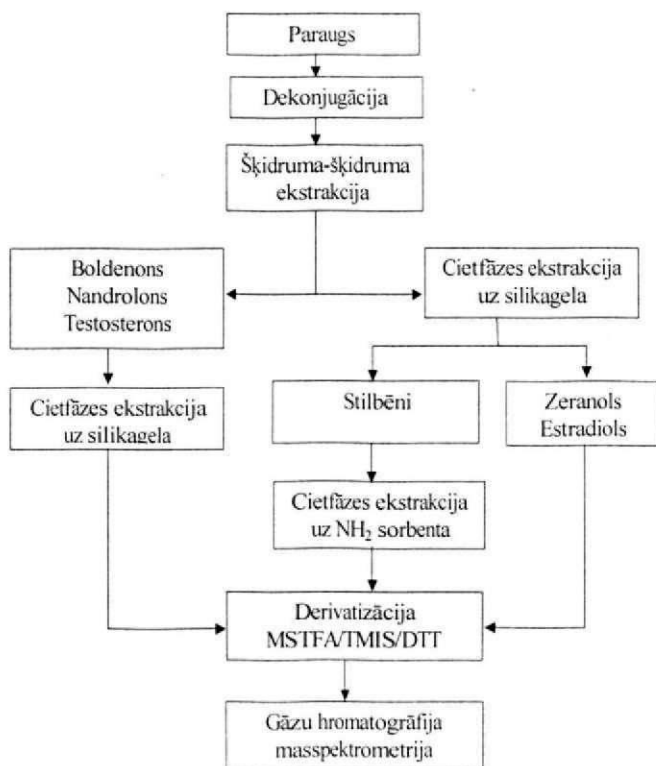 Paraugs
Dekonjugācija
Šķidruma-šķidruma
ekstrakcija
Boldenons
Nandrolons
Testosterons
Cietfāzes ekstrakcija
uz silikagela
Cietfāzes ekstrakcija
uz silikagela
Stilbēni
Zeranols
Estradiols
Cietfāzes ekstrakcija
uz NH₂ sorbenta
Derivatizācija
MSTFA/TMIS/DTT
Gāzu hromatogrāfija
masspektrometrija